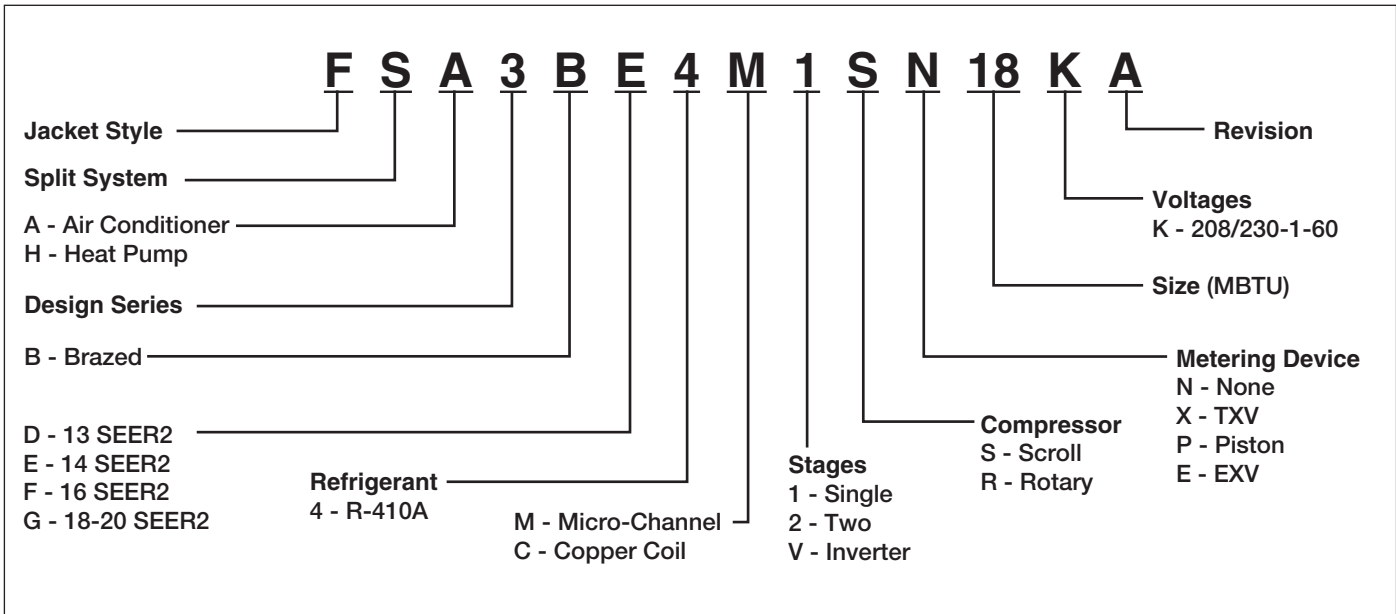 F S A 3 B E 4 M 1 S N 18 K A
Jacket Style
Split System
A - Air Conditioner
H - Heat Pump
Design Series
B - Brazed
D - 13 SEER2
E - 14 SEER2
F - 16 SEER2
G - 18-20 SEER2
Refrigerant
4 - R-410A
M - Micro-Channel
C - Copper Coil
Stages
1 - Single
2 - Two
V - Inverter
Compressor
S - Scroll
R - Rotary
Metering Device
N - None
X - TXV
P - Piston
E - EXV
Size (MBTU)
Voltages
K - 208/230-1-60
Revision